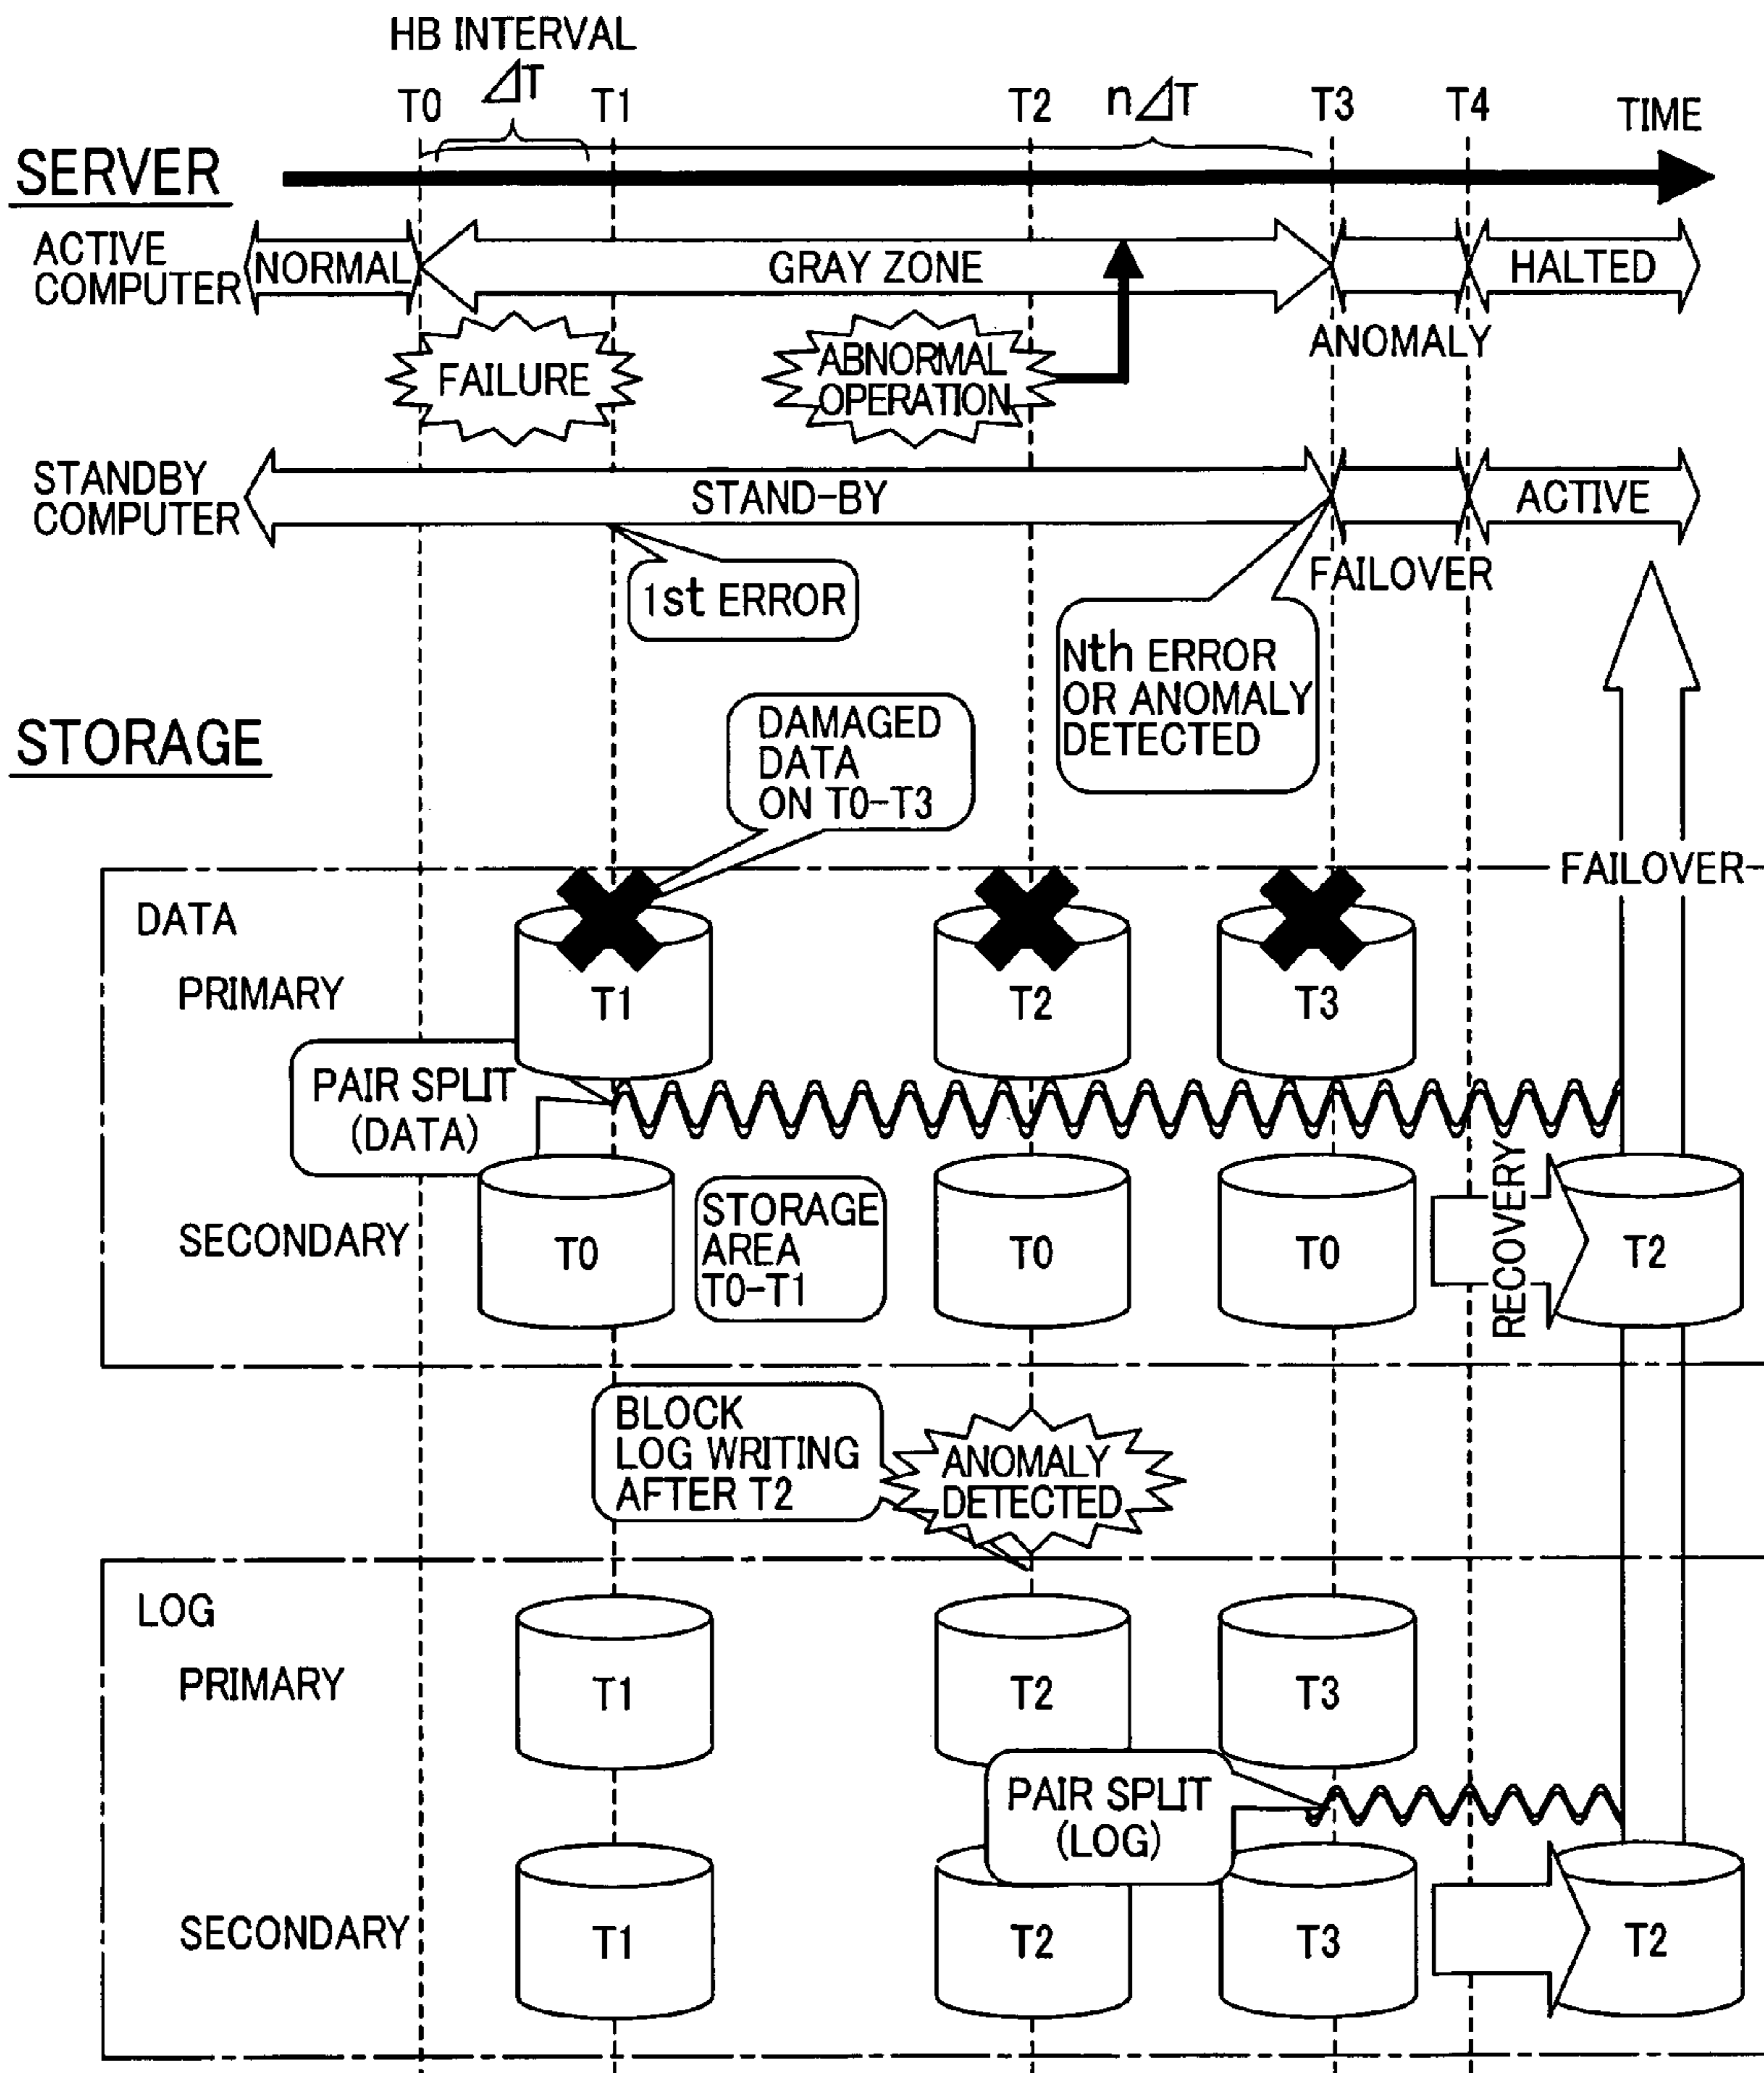 HB INTERVAL
⊿T
T0
T1
T2
n⊿T
T3
T4
TIME
SERVER
ACTIVE
COMPUTER
NORMAL
GRAY ZONE
HALTED
ANOMALY
FAILURE
ABNORMAL
OPERATION
STANDBY
COMPUTER
STAND-BY
ACTIVE
FAILOVER
1st ERROR
Nth ERROR
OR ANOMALY
DETECTED
STORAGE
DAMAGED
DATA
ON T0-T3
FAILOVER
DATA
PRIMARY
T1
T2
T3
PAIR SPLIT
(DATA)
SECONDARY
T0
STORAGE
AREA
T0-T1
T0
T0
RECOVERY
T2
BLOCK
LOG WRITING
AFTER T2
ANOMALY
DETECTED
LOG
PRIMARY
T1
T2
T3
PAIR SPLIT
(LOG)
SECONDARY
T1
T2
T3
T2